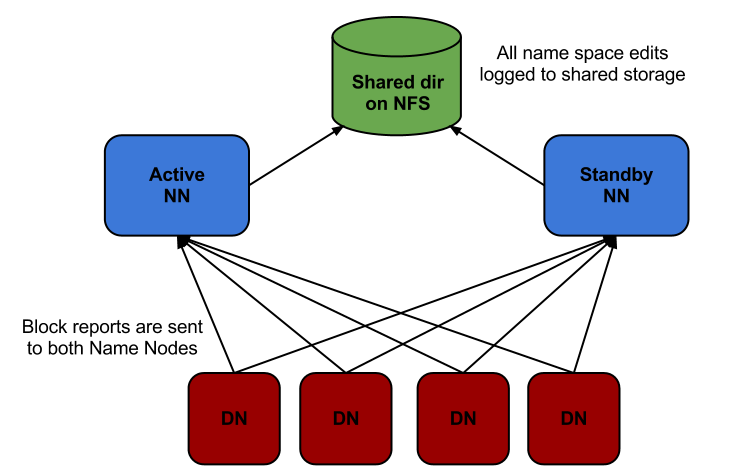 Shared dir
on NFS
All name space edits
logged to shared storage
Active
NN
Standby
NN
Block reports are sent
to both Name Nodes
DN
DN
DN
DN